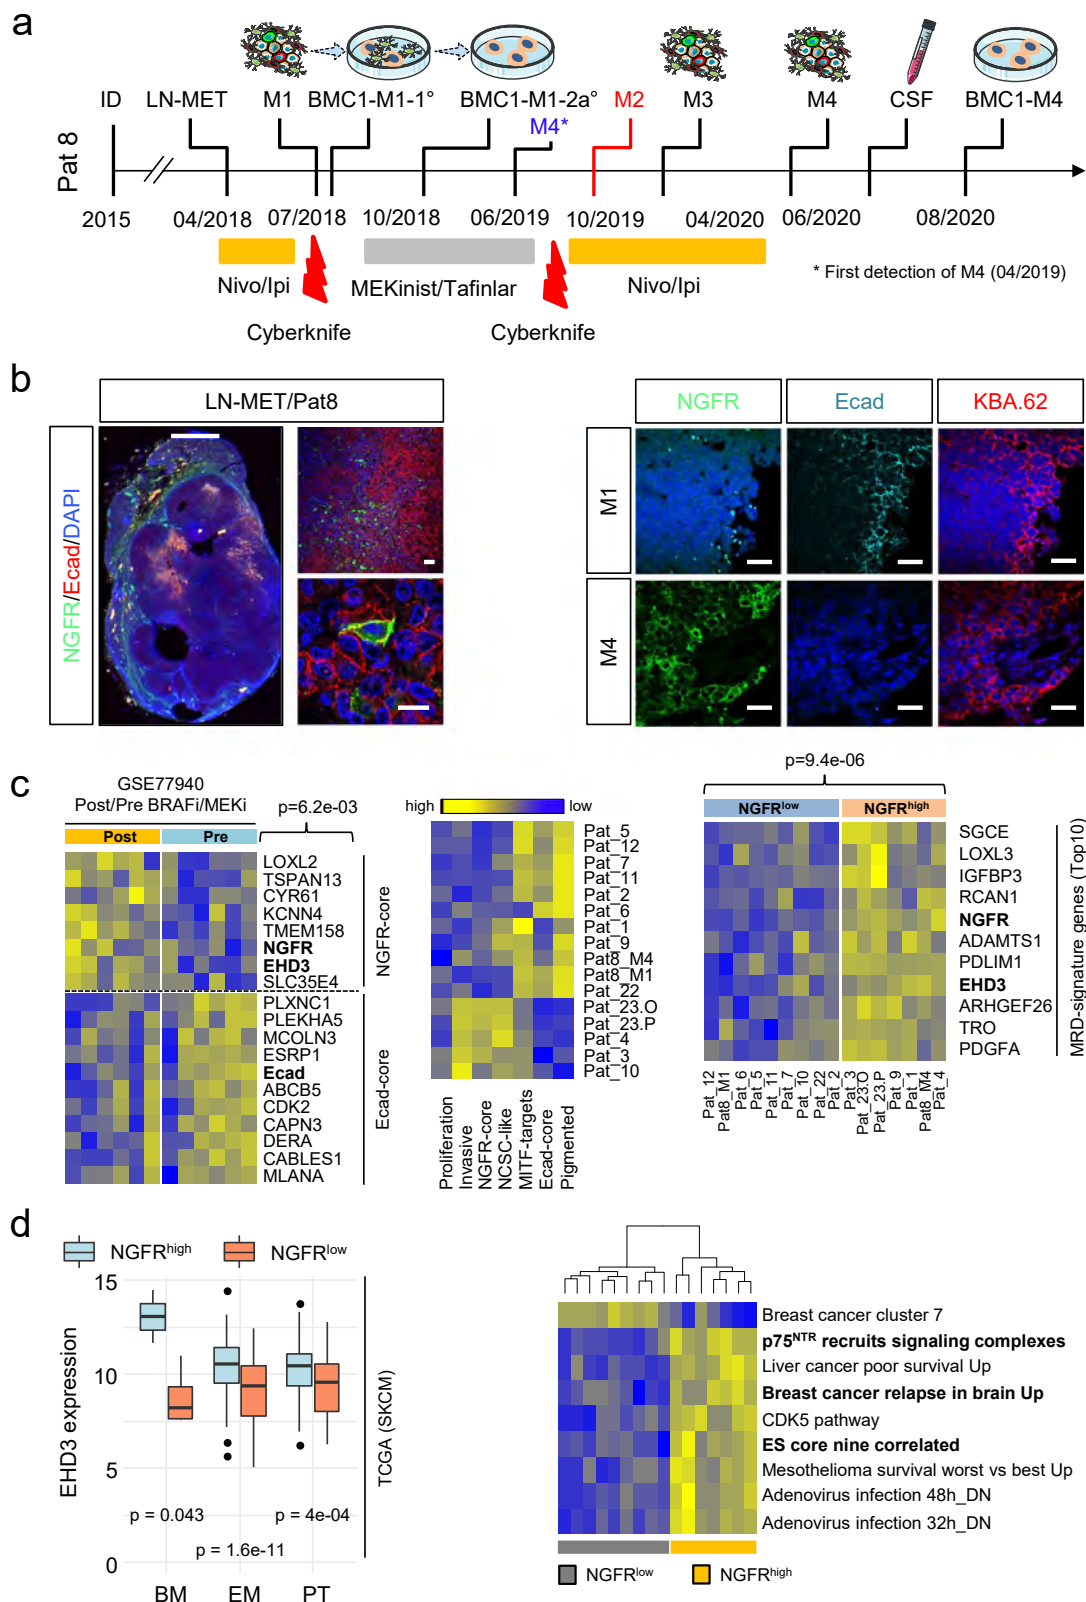 a
Pat 8
ID
LN-MET
M1
BMC1-M1-1°
BMC1-M1-2a°
M4*
M2
M3
M4
CSF
BMC1-M4
2015
04/2018
07/2018
10/2018
06/2019
10/2019
04/2020
06/2020
08/2020
Nivo/Ipi
MEKinist/Tafinlar
Nivo/Ipi
Cyberknife
Cyberknife
* First detection of M4 (04/2019)
b
LN-MET/Pat8
NGFR/Ecad/DAPI
NGFR
Ecad
KBA.62
M1
M4
c
GSE77940
Post/Pre BRAFi/MEKi
p=6.2e-03
Post
Pre
LOXL2
TSPAN13
CYR61
KCNN4
TMEM158
NGFR
EHD3
SLC35E4
PLXNC1
PLEKHA5
MCOLN3
ESRP1
Ecad
ABCB5
CDK2
CAPN3
DERA
CABLES1
MLANA
NGFR-core
Ecad-core
high
low
Pat_5
Pat_12
Pat_7
Pat_11
Pat_2
Pat_6
Pat_1
Pat_9
Pat8_M4
Pat8_M1
Pat_22
Pat_23.O
Pat_23.P
Pat_4
Pat_3
Pat_10
Proliferation
Invasive
NGFR-core
NCSC-like
MITF-targets
Ecad-core
Pigmented
p=9.4e-06
NGFRlow
NGFRhigh
SGCE
LOXL3
IGFBP3
RCAN1
NGFR
ADAMTS1
PDLIM1
EHD3
ARHGEF26
TRO
PDGFA
MRD-signature genes (Top10)
Pat_12
Pat8_M1
Pat_6
Pat_5
Pat_11
Pat_7
Pat_10
Pat_22
Pat_2
Pat_3
Pat_23.O
Pat_23.P
Pat_9
Pat_1
Pat8_M4
Pat_4
d
NGFRhigh
NGFRlow
EHD3 expression
15
10
5
0
p = 0.043
p = 4e-04
p = 1.6e-11
BM
EM
PT
TCGA (SKCM)
Breast cancer cluster 7
p75NTR recruits signaling complexes
Liver cancer poor survival Up
Breast cancer relapse in brain Up
CDK5 pathway
ES core nine correlated
Mesothelioma survival worst vs best Up
Adenovirus infection 48h_DN
Adenovirus infection 32h_DN
NGFRlow
NGFRhigh